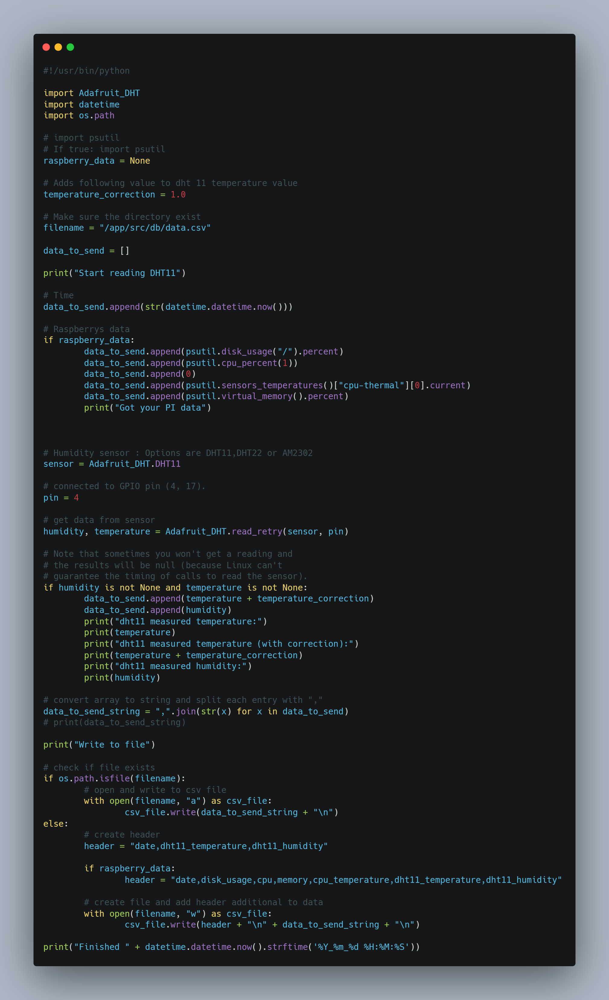 #!/usr/bin/python

import Adafruit_DHT
import datetime
import os.path

# import psutil
# If true: import psutil
raspberry_data = None

# Adds following value to dht 11 temperature value
temperature_correction = 1.0

# Make sure the directory exist
filename = "/app/src/db/data.csv"

data_to_send = []

print("Start reading DHT11")

# Time
data_to_send.append(str(datetime.datetime.now()))

# Raspberrys data
if raspberry_data:
        data_to_send.append(psutil.disk_usage("/").percent)
        data_to_send.append(psutil.cpu_percent(1))
        data_to_send.append(0)
        data_to_send.append(psutil.sensors_temperatures()["cpu-thermal"][0].current)
        data_to_send.append(psutil.virtual_memory().percent)
        print("Got your PI data")

# Humidity sensor : Options are DHT11,DHT22 or AM2302
sensor = Adafruit_DHT.DHT11

# connected to GPIO pin (4, 17).
pin = 4

# get data from sensor
humidity, temperature = Adafruit_DHT.read_retry(sensor, pin)

# Note that sometimes you won't get a reading and
# the results will be null (because Linux can't
# guarantee the timing of calls to read the sensor).
if humidity is not None and temperature is not None:
        data_to_send.append(temperature + temperature_correction)
        data_to_send.append(humidity)
        print("dht11 measured temperature:")
        print(temperature)
        print("dht11 measured temperature (with correction):")
        print(temperature + temperature_correction)
        print("dht11 measured humidity:")
        print(humidity)

# convert array to string and split each entry with ","
data_to_send_string = ",".join(str(x) for x in data_to_send)
# print(data_to_send_string)

print("Write to file")

# check if file exists
if os.path.isfile(filename):
        # open and write to csv file
        with open(filename, "a") as csv_file:
                csv_file.write(data_to_send_string + "\n")
else:
        # create header
        header = "date,dht11_temperature,dht11_humidity"

        if raspberry_data:
                header = "date,disk_usage,cpu,memory,cpu_temperature,dht11_temperature,dht11_humidity"

        # create file and add header additional to data
        with open(filename, "w") as csv_file:
                csv_file.write(header + "\n" + data_to_send_string + "\n")

print("Finished " + datetime.datetime.now().strftime('%Y_%m_%d %H:%M:%S'))